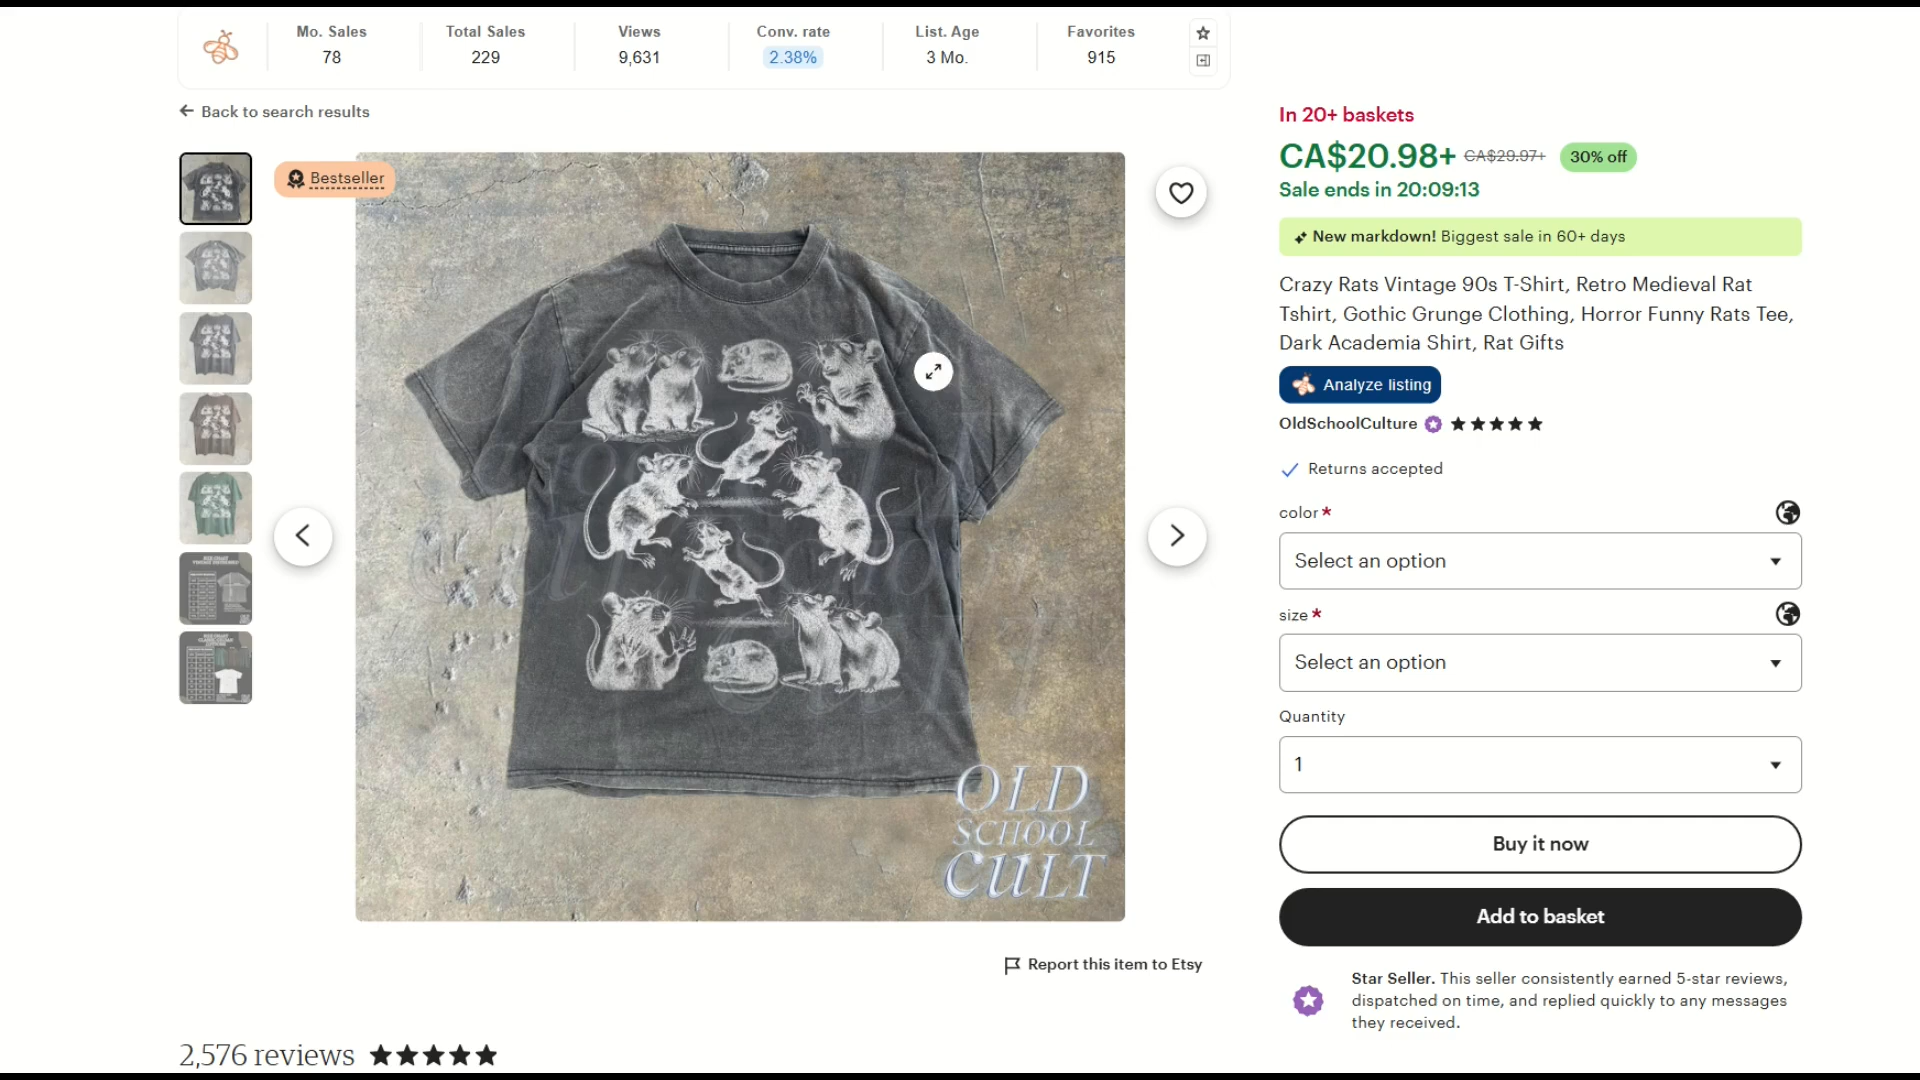 Mo. Sales
78
Total Sales
229
Views
9,631
Conv. rate
2.38%
List. Age
3 Mo.
Favorites
915
Back to search results
Bestseller
OLD
SCHOOL
CULT
Report this item to Etsy
2,576 reviews
In 20+ baskets
CA$20.98+ CA$29.97+ 30% off
Sale ends in 20:09:13
New markdown! Biggest sale in 60+ days
Crazy Rats Vintage 90s T-Shirt, Retro Medieval Rat
Tshirt, Gothic Grunge Clothing, Horror Funny Rats Tee,
Dark Academia Shirt, Rat Gifts
Analyze listing
OldSchoolCulture
Returns accepted
color*
Select an option
size*
Select an option
Quantity
1
Buy it now
Add to basket
Star Seller. This seller consistently earned 5-star reviews,
dispatched on time, and replied quickly to any messages
they received.